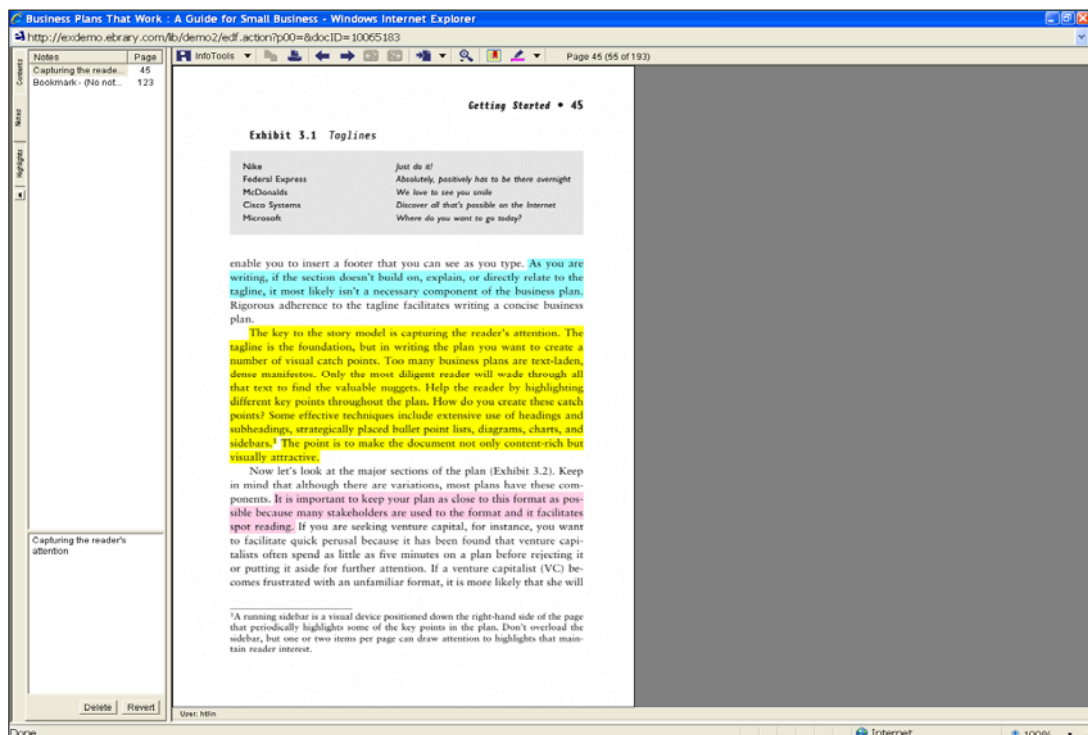 Business Plans That Work : A Guide for Small Business - Windows Internet Explorer
http://exdemo.ebrary.com/lib/demo2/edf.action?p00=&docID=10065183
Contents
Notes
Highlights
Notes Page
Capturing the reade... 45
Bookmark - (No not... 123
InfoTools
Page 45 (55 of 193)
Getting Started • 45
Exhibit 3.1 Taglines
Nike Just do it!
Federal Express Absolutely, positively has to be there overnight
McDonalds We love to see you smile
Cisco Systems Discover all that's possible on the Internet
Microsoft Where do you want to go today?
enable you to insert a footer that you can see as you type. As you are
writing, if the section doesn't build on, explain, or directly relate to the
tagline, it most likely isn't a necessary component of the business plan.
Rigorous adherence to the tagline facilitates writing a concise business
plan.
The key to the story model is capturing the reader's attention. The
tagline is the foundation, but in writing the plan you want to create a
number of visual catch points. Too many business plans are text-laden,
dense manifestos. Only the most diligent reader will wade through all
that text to find the valuable nuggets. Help the reader by highlighting
different key points throughout the plan. How do you create these catch
points? Some effective techniques include extensive use of headings and
subheadings, strategically placed bullet point lists, diagrams, charts, and
sidebars.¹ The point is to make the document not only content-rich but
visually attractive.
Now let's look at the major sections of the plan (Exhibit 3.2). Keep
in mind that although there are variations, most plans have these com-
ponents. It is important to keep your plan as close to this format as pos-
sible because many stakeholders are used to the format and it facilitates
spot reading. If you are seeking venture capital, for instance, you want
to facilitate quick perusal because it has been found that venture capi-
talists often spend as little as five minutes on a plan before rejecting it
or putting it aside for further attention. If a venture capitalist (VC) be-
comes frustrated with an unfamiliar format, it is more likely that she will
¹A running sidebar is a visual device positioned down the right-hand side of the page
that periodically highlights some of the key points in the plan. Don't overload the
sidebar, but one or two items per page can draw attention to highlights that main-
tain reader interest.
Capturing the reader's
attention
Delete Revert
User: htlin
Done
Internet
100%